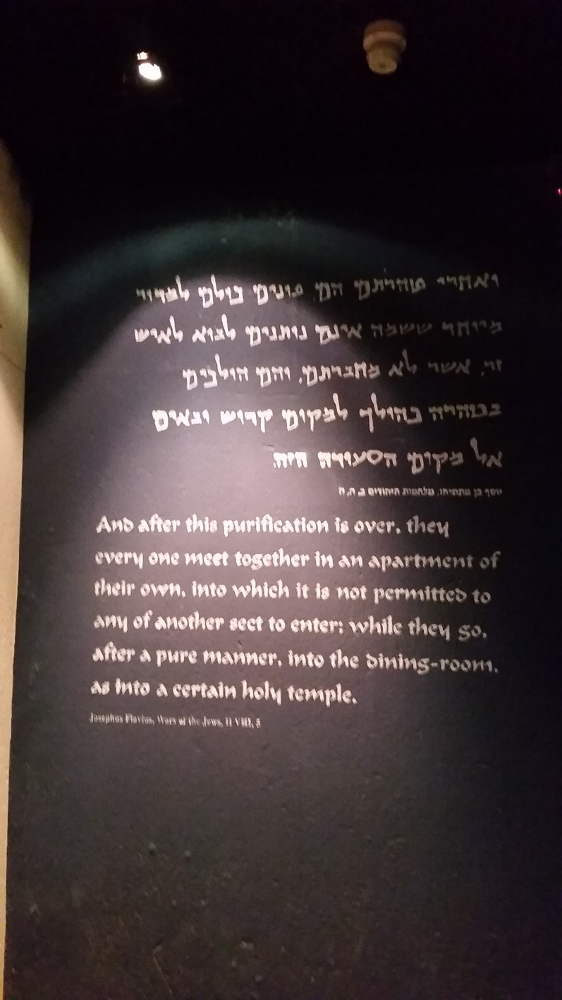 ואחרי טהרתם הם פונים כולם לחדר
מיוחד ששמה אינם נותנים לבוא לאיש
זר, אשר לא מחברתם, והם הולכים
בטהרה כהולך למקום קדוש ובאים
אל מקום הסעודה הזה.
יוסף בן מתתיהו, מלחמות היהודים ב, ח, ה
And after this purification is over, they
every one meet together in an apartment of
their own, into which it is not permitted to
any of another sect to enter; while they go,
after a pure manner, into the dining-room,
as into a certain holy temple.
Josephus Flavius, Wars of the Jews, II VIII, 5